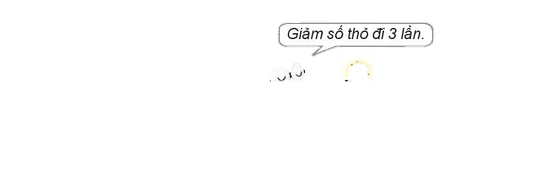 Giảm số thỏ đi 3 lần.